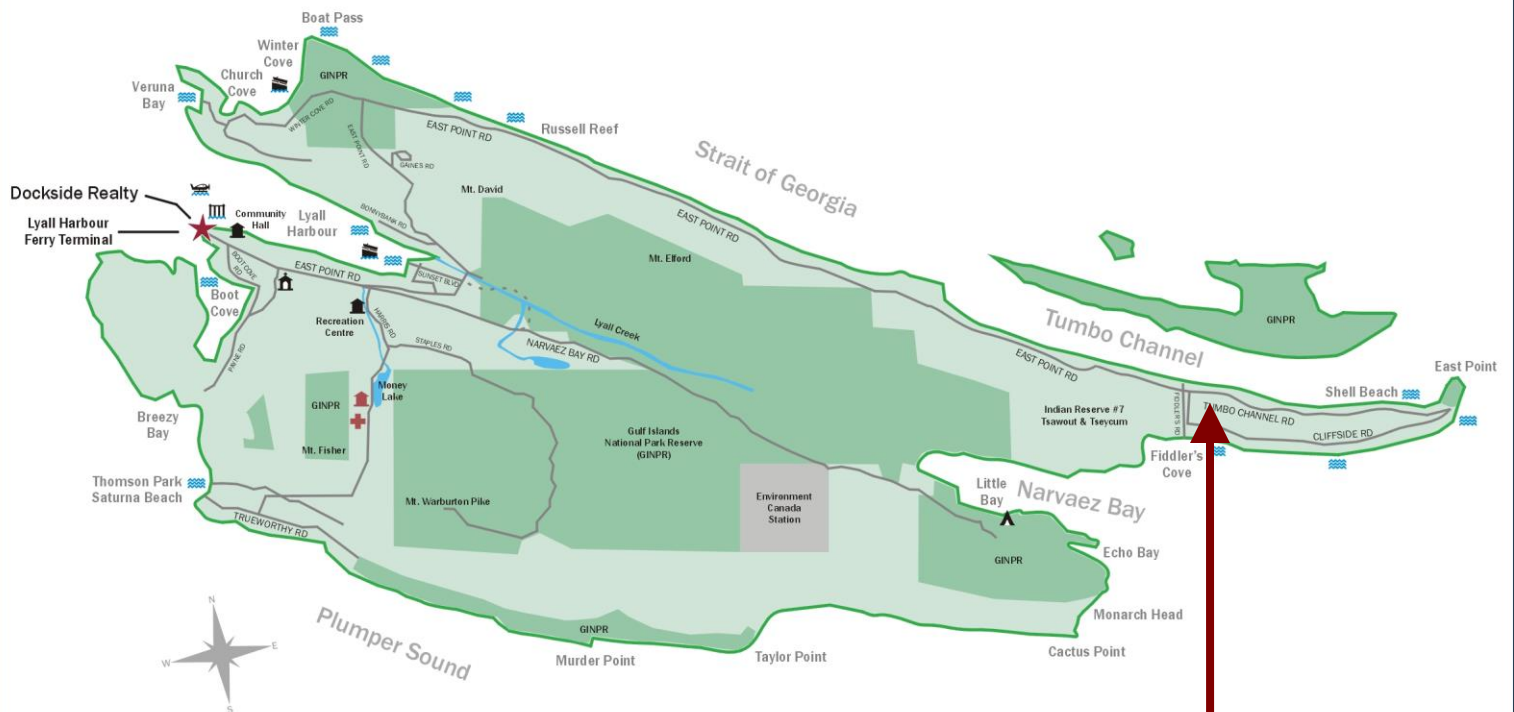 Boat Pass
Winter
Cove
Church
Cove
GINPR
Veruna
Bay
WINTER COVE RD
EAST POINT RD
EAST POINT RD
Russell Reef
Strait of Georgia
GAINES RD
Mt. David
Dockside Realty
Lyall Harbour
Ferry Terminal
Community
Hall
Lyall
Harbour
BONNYBANK RD
EAST POINT RD
Mt. Elford
BOOT COVE
RD
EAST POINT RD
SUNSET BLVD
Boot
Cove
Recreation
Centre
HARRIS RD
STAPLES RD
NARVAEZ BAY RD
Lyall Creek
PAYNE RD
Tumbo Channel
GINPR
EAST POINT RD
East Point
Shell Beach
Money
Lake
GINPR
Mt. Fisher
Breezy
Bay
Gulf Islands
National Park Reserve
(GINPR)
Indian Reserve #7
Tsawout & Tseycum
FIDDLER'S RD
TUMBO CHANNEL RD
CLIFFSIDE RD
Fiddler's
Cove
Thomson Park
Saturna Beach
TRUEWORTHY RD
Mt. Warburton Pike
Environment
Canada
Station
Little
Bay
Narvaez Bay
Echo Bay
GINPR
Monarch Head
Cactus Point
Plumper Sound
GINPR
Murder Point
Taylor Point
N
W
E
S